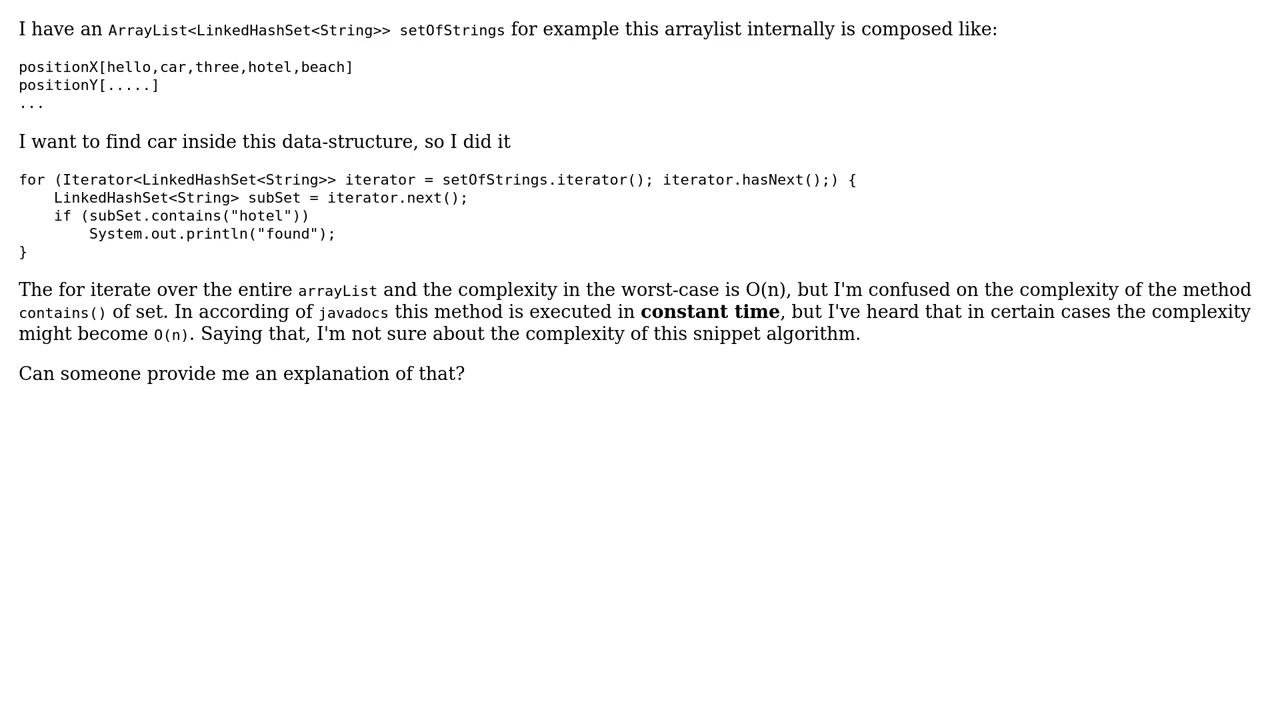 I have an ArrayList<LinkedHashSet<String>> setOfStrings for example this arraylist internally is composed like:
positionX[hello,car,three,hotel,beach]
positionY[.....]
...
I want to find car inside this data-structure, so I did it
for (Iterator<LinkedHashSet<String>> iterator = setOfStrings.iterator(); iterator.hasNext();) {
    LinkedHashSet<String> subSet = iterator.next();
    if (subSet.contains("hotel"))
        System.out.println("found");
}
The for iterate over the entire arrayList and the complexity in the worst-case is O(n), but I'm confused on the complexity of the method
contains() of set. In according of javadocs this method is executed in constant time, but I've heard that in certain cases the complexity
might become O(n). Saying that, I'm not sure about the complexity of this snippet algorithm.
Can someone provide me an explanation of that?